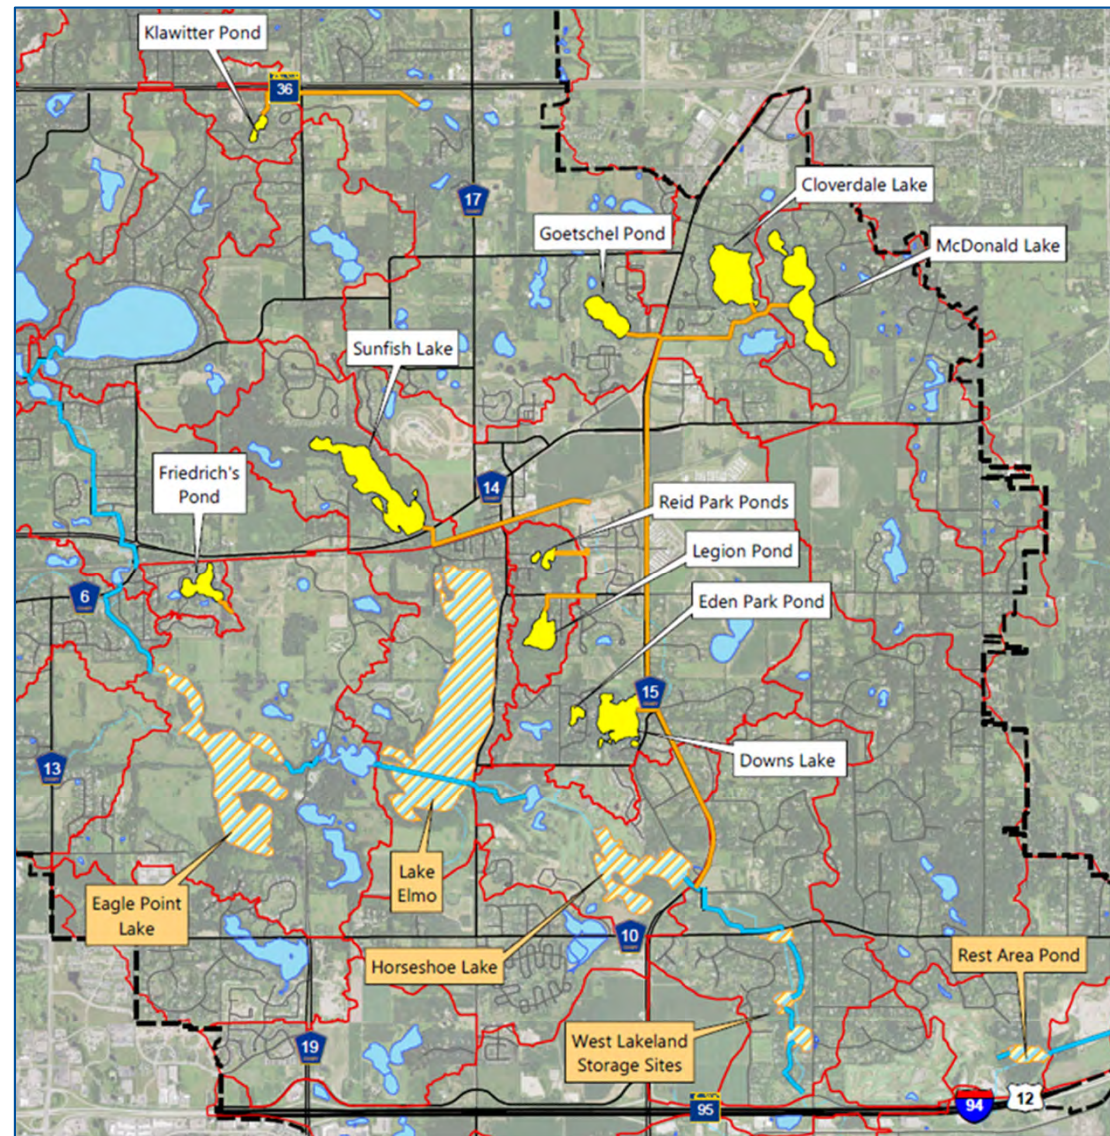 Klawitter Pond
36
17
Cloverdale Lake
Goetschel Pond
McDonald Lake
Sunfish Lake
Friedrich's
Pond
14
Reid Park Ponds
Legion Pond
6
Eden Park Pond
15
13
Downs Lake
Lake
Elmo
Eagle Point
Lake
10
Horseshoe Lake
Rest Area Pond
West Lakeland
Storage Sites
19
95
94
12